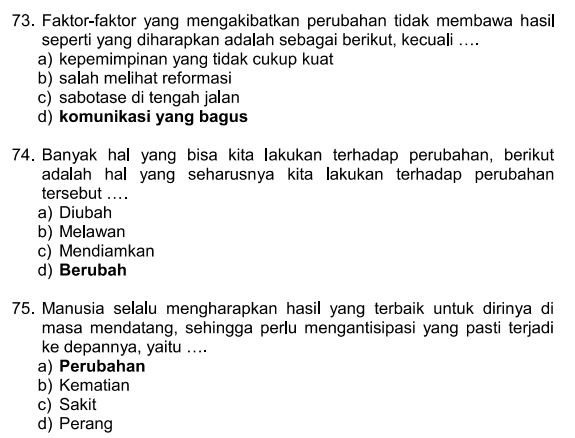 73. Faktor-faktor yang mengakibatkan perubahan tidak membawa hasil
seperti yang diharapkan adalah sebagai berikut, kecuali ….
a) kepemimpinan yang tidak cukup kuat
b) salah melihat reformasi
c) sabotase di tengah jalan
d) komunikasi yang bagus
74. Banyak hal yang bisa kita lakukan terhadap perubahan, berikut
adalah hal yang seharusnya kita lakukan terhadap perubahan
tersebut ….
a) Diubah
b) Melawan
c) Mendiamkan
d) Berubah
75. Manusia selalu mengharapkan hasil yang terbaik untuk dirinya di
masa mendatang, sehingga perlu mengantisipasi yang pasti terjadi
ke depannya, yaitu ….
a) Perubahan
b) Kematian
c) Sakit
d) Perang